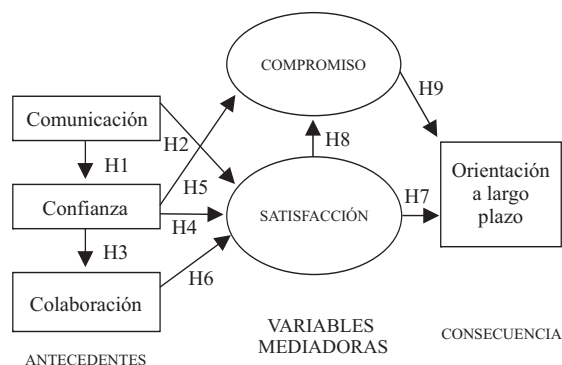 COMPROMISO
H9
Comunicación
H2
H8
H1
Orientación
a largo
plazo
H5
Confianza
H4
SATISFACCIÓN
H7
H3
H6
Colaboración
VARIABLES
MEDIADORAS
CONSECUENCIA
ANTECEDENTES